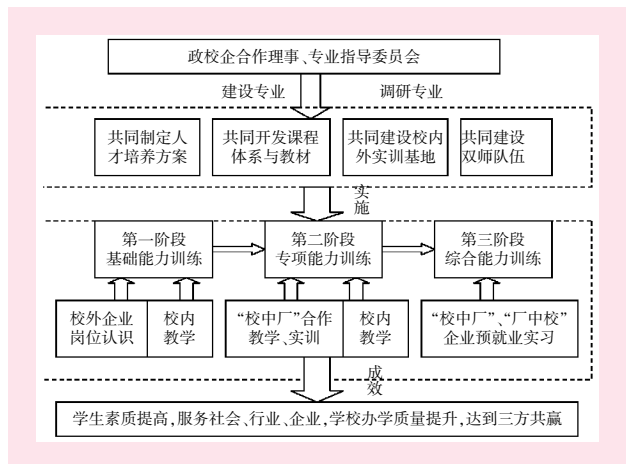 政校企合作理事、专业指导委员会
建设专业
调研专业
共同制定人
才培养方案
共同开发课程
体系与教材
共同建设校内
外实训基地
共同建设
双师队伍
实
施
第一阶段
基础能力训练
第二阶段
专项能力训练
第三阶段
综合能力训练
校外企业
岗位认识
校内
教学
“校中厂”合作
教学、实训
校内
教学
“校中厂”、“厂中校”
企业预就业实习
成
效
学生素质提高,服务社会、行业、企业,学校办学质量提升,达到三方共赢